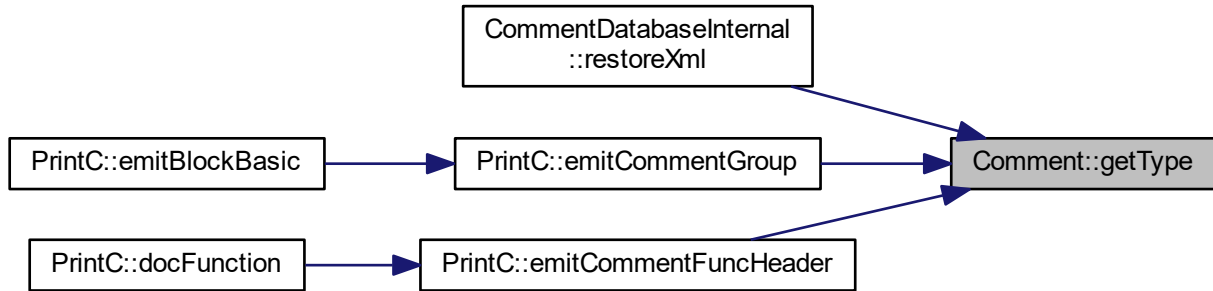 CommentDatabaseInternal
::restoreXml
PrintC::emitBlockBasic
PrintC::emitCommentGroup
Comment::getType
PrintC::docFunction
PrintC::emitCommentFuncHeader